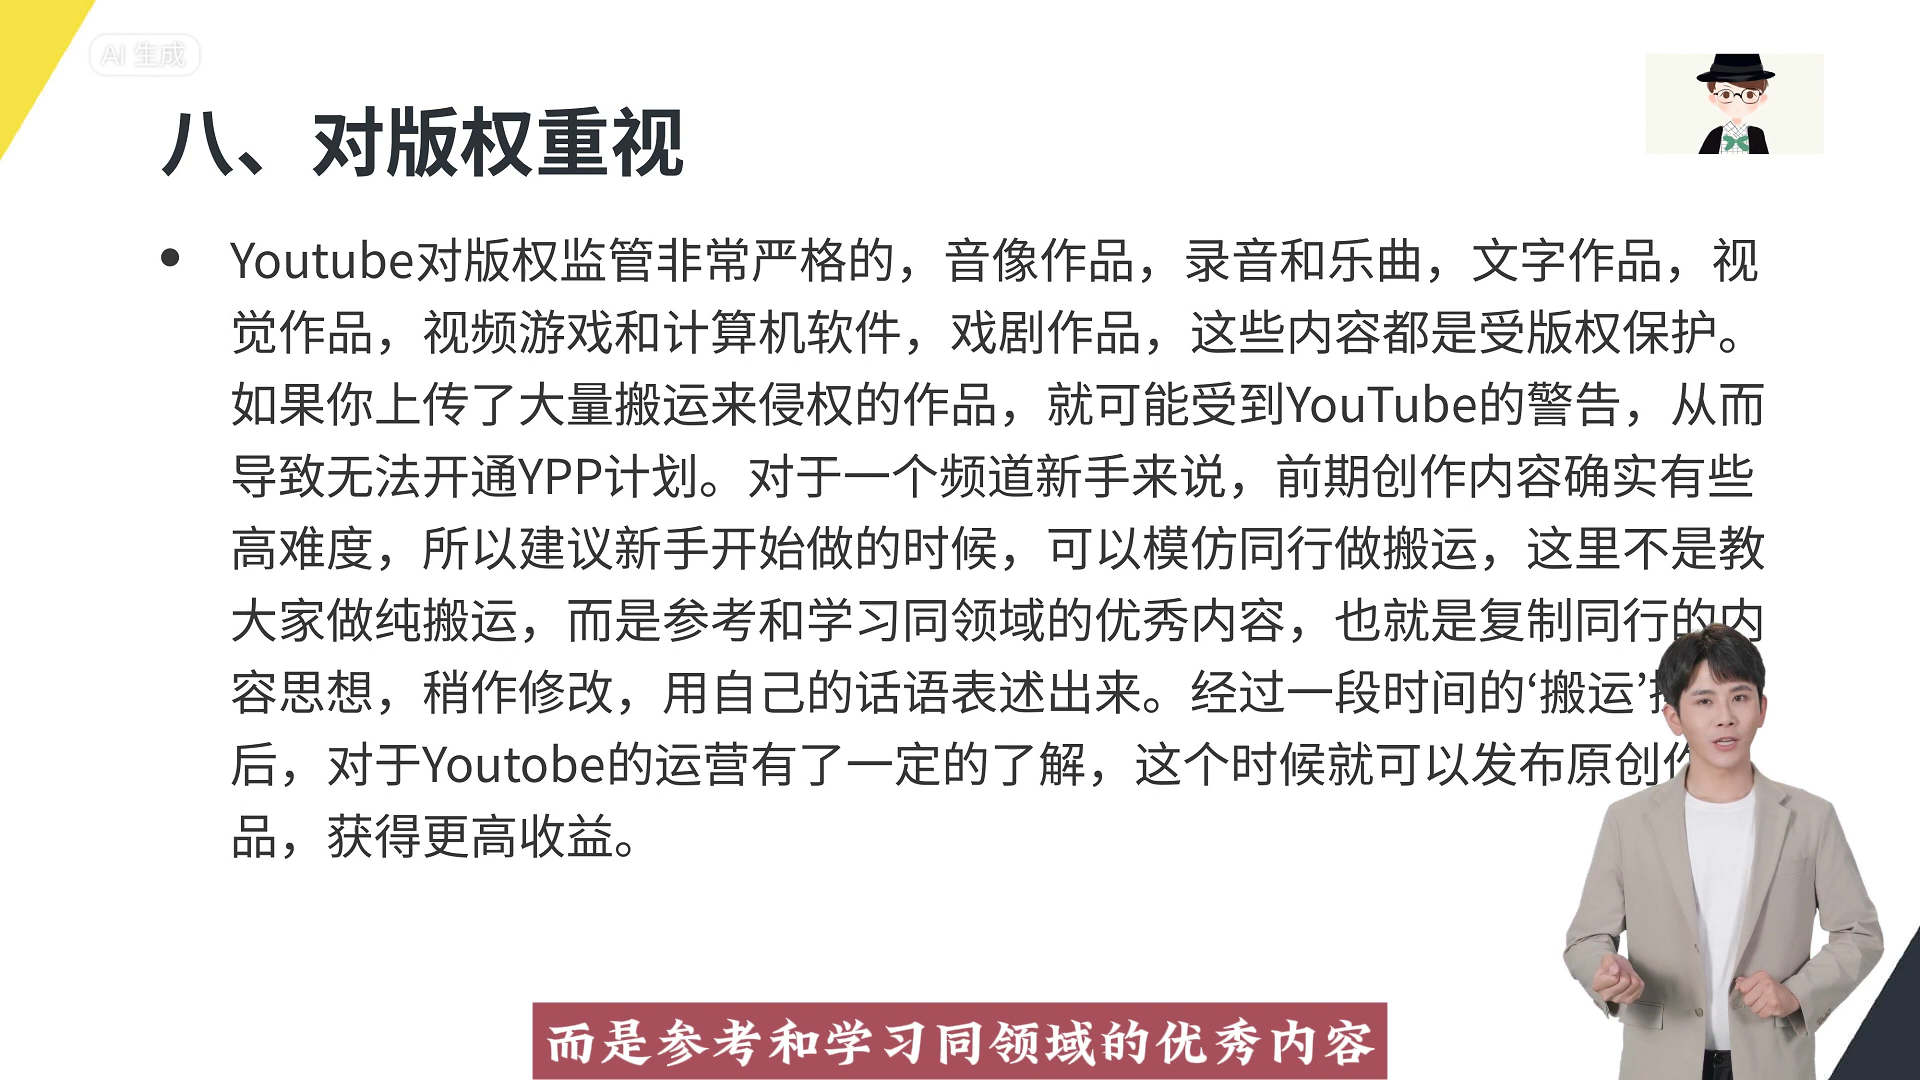 AI 生成
八、对版权重视
• Youtube对版权监管非常严格的，音像作品，录音和乐曲，文字作品，视
觉作品，视频游戏和计算机软件，戏剧作品，这些内容都是受版权保护。
如果你上传了大量搬运来侵权的作品，就可能受到YouTube的警告，从而
导致无法开通YPP计划。对于一个频道新手来说，前期创作内容确实有些
高难度，所以建议新手开始做的时候，可以模仿同行做搬运，这里不是教
大家做纯搬运，而是参考和学习同领域的优秀内容，也就是复制同行的内
容思想，稍作修改，用自己的话语表述出来。经过一段时间的‘搬运’
后，对于Youtobe的运营有了一定的了解，这个时候就可以发布原创作
品，获得更高收益。
而是参考和学习同领域的优秀内容